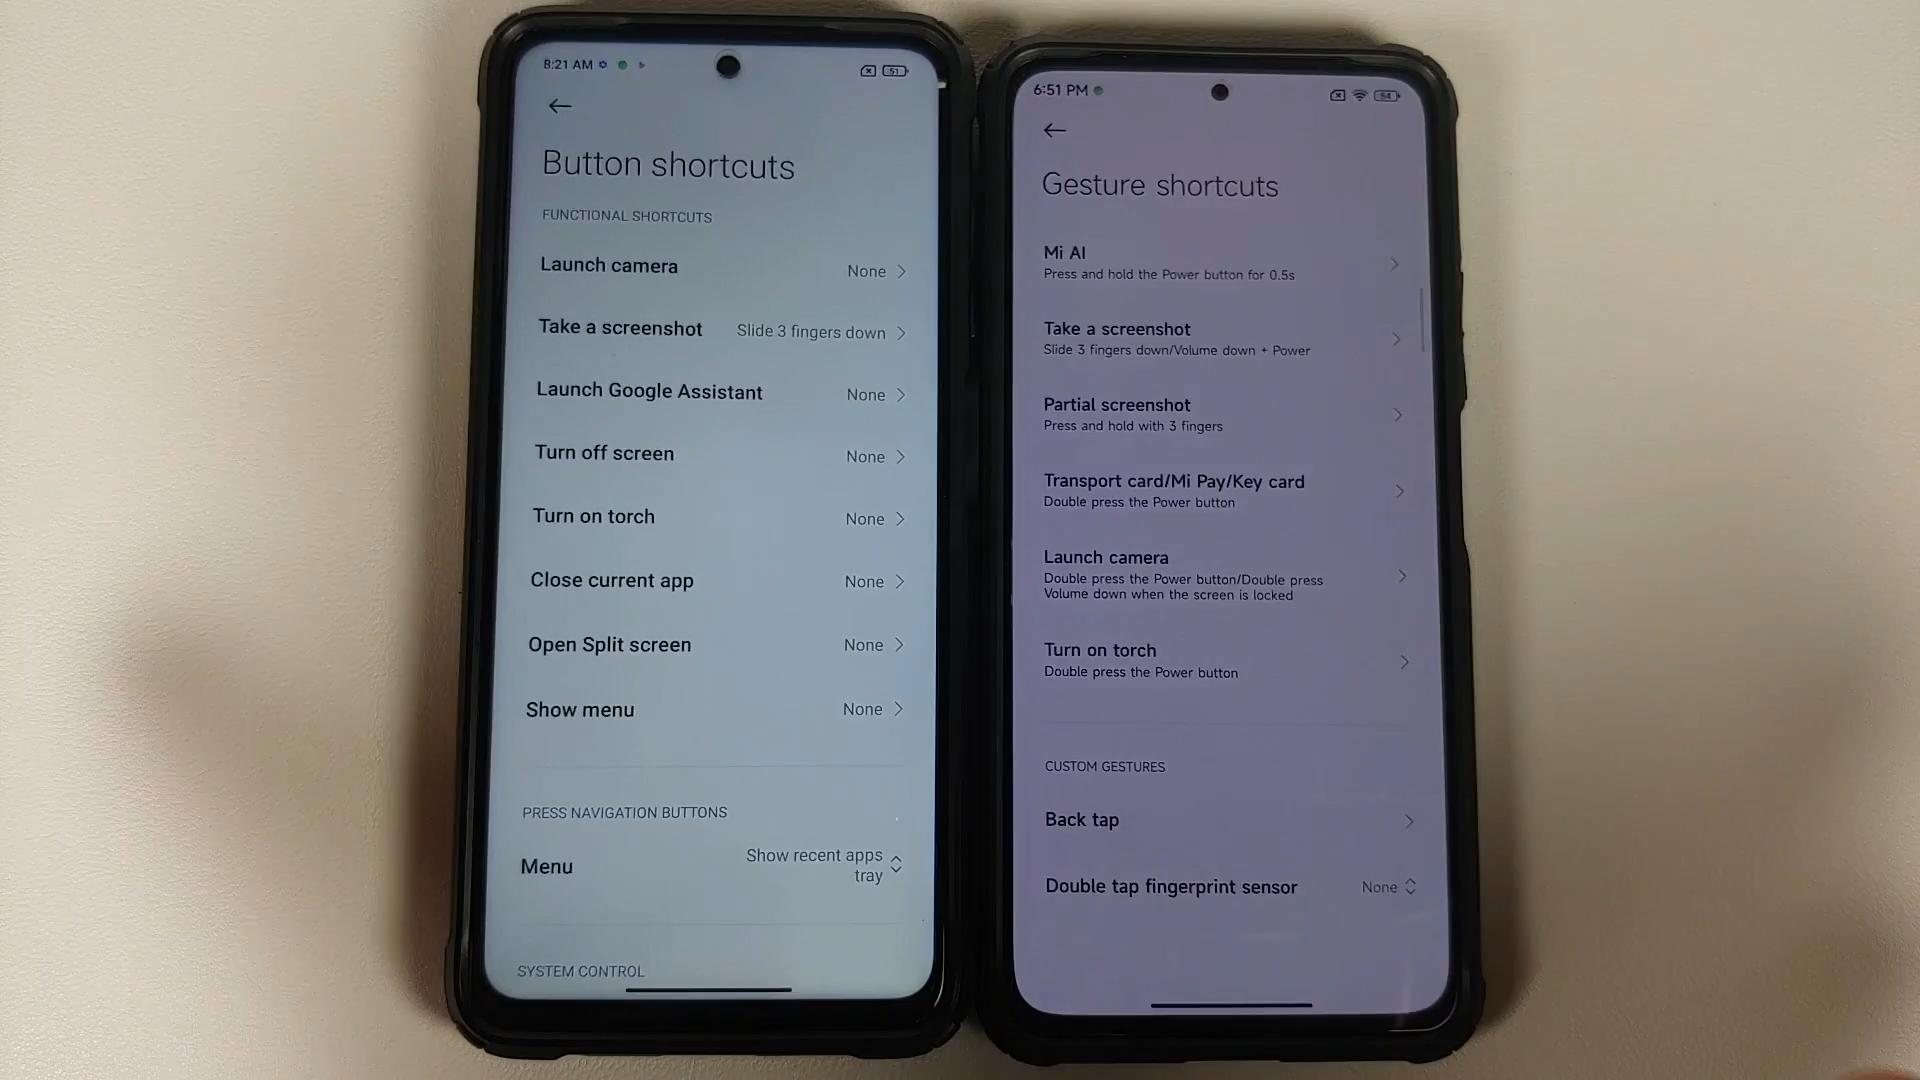 8:21 AM
51
Button shortcuts
FUNCTIONAL SHORTCUTS
Launch camera None
Take a screenshot Slide 3 fingers down
Launch Google Assistant None
Turn off screen None
Turn on torch None
Close current app None
Open Split screen None
Show menu None
PRESS NAVIGATION BUTTONS
Menu Show recent apps
tray
SYSTEM CONTROL
6:51 PM
54
Gesture shortcuts
Mi AI
Press and hold the Power button for 0.5s
Take a screenshot
Slide 3 fingers down/Volume down + Power
Partial screenshot
Press and hold with 3 fingers
Transport card/Mi Pay/Key card
Double press the Power button
Launch camera
Double press the Power button/Double press
Volume down when the screen is locked
Turn on torch
Double press the Power button
CUSTOM GESTURES
Back tap
Double tap fingerprint sensor None